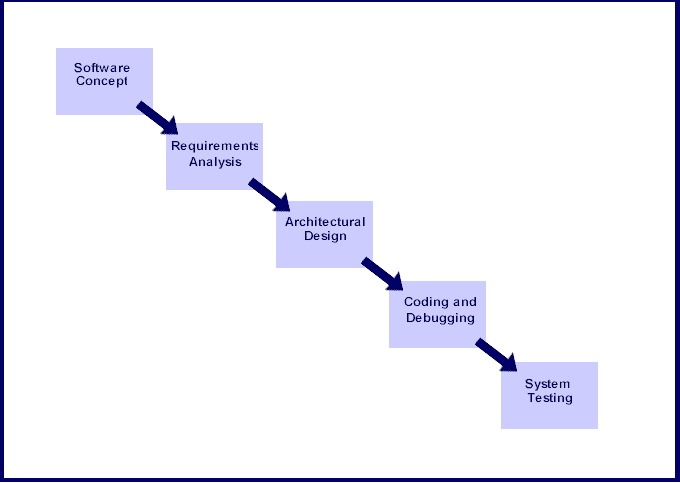 Software
Concept
Requirements
Analysis
Architectural
Design
Coding and
Debugging
System
Testing